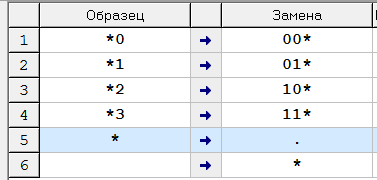 Образец Замена
1 *0 → 00*
2 *1 → 01*
3 *2 → 10*
4 *3 → 11*
5 * → .
6 → *